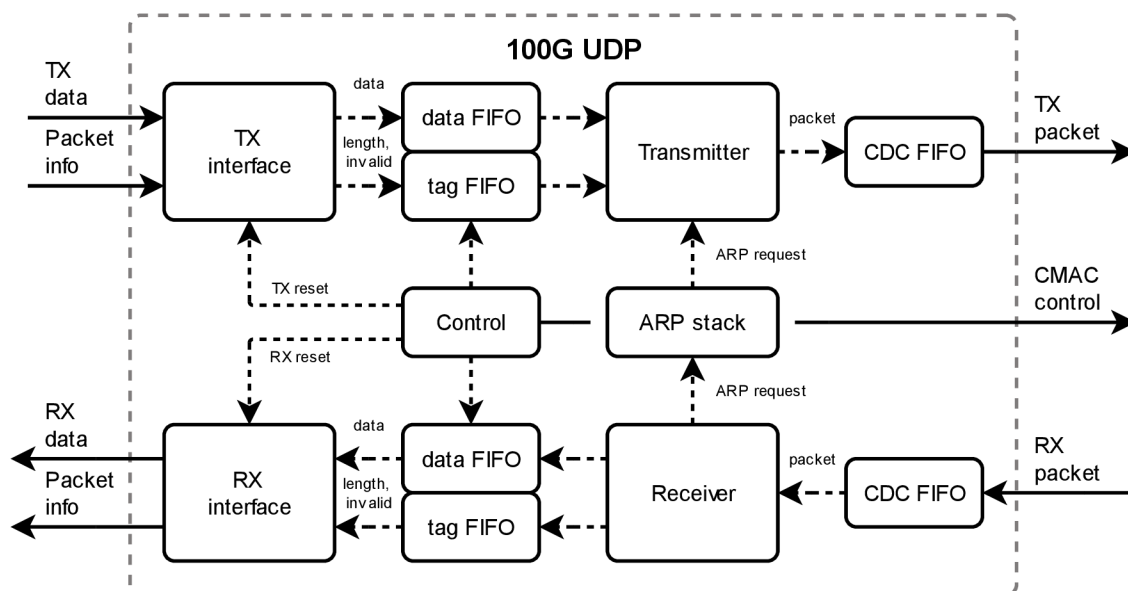 100G UDP
TX
data
Packet
info
TX
interface
data
length,
invalid
data FIFO
tag FIFO
Transmitter
packet
CDC FIFO
TX
packet
TX reset
RX reset
Control
ARP request
ARP stack
ARP request
CMAC
control
RX
data
Packet
info
RX
interface
data
length,
invalid
data FIFO
tag FIFO
Receiver
packet
CDC FIFO
RX
packet